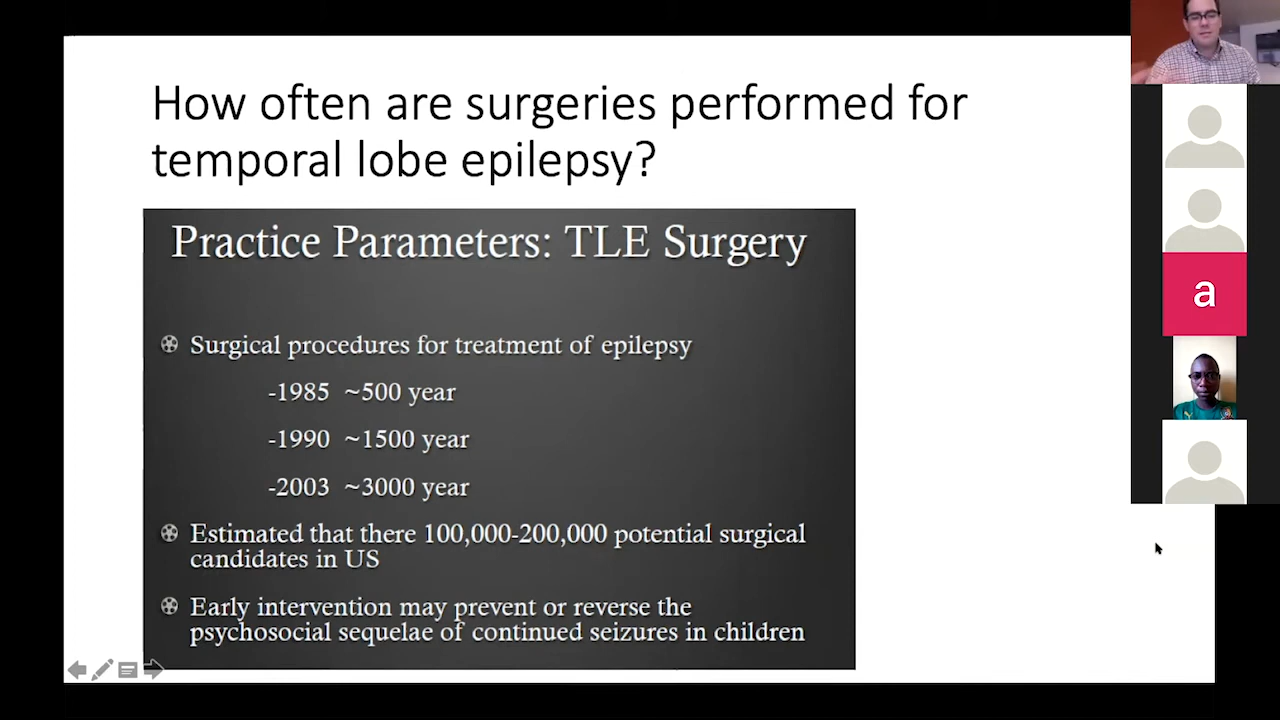 How often are surgeries performed for
temporal lobe epilepsy?
Practice Parameters: TLE Surgery
Surgical procedures for treatment of epilepsy
-1985 ~500 year
-1990 ~1500 year
-2003 ~3000 year
Estimated that there 100,000-200,000 potential surgical
candidates in US
Early intervention may prevent or reverse the
psychosocial sequelae of continued seizures in children
a